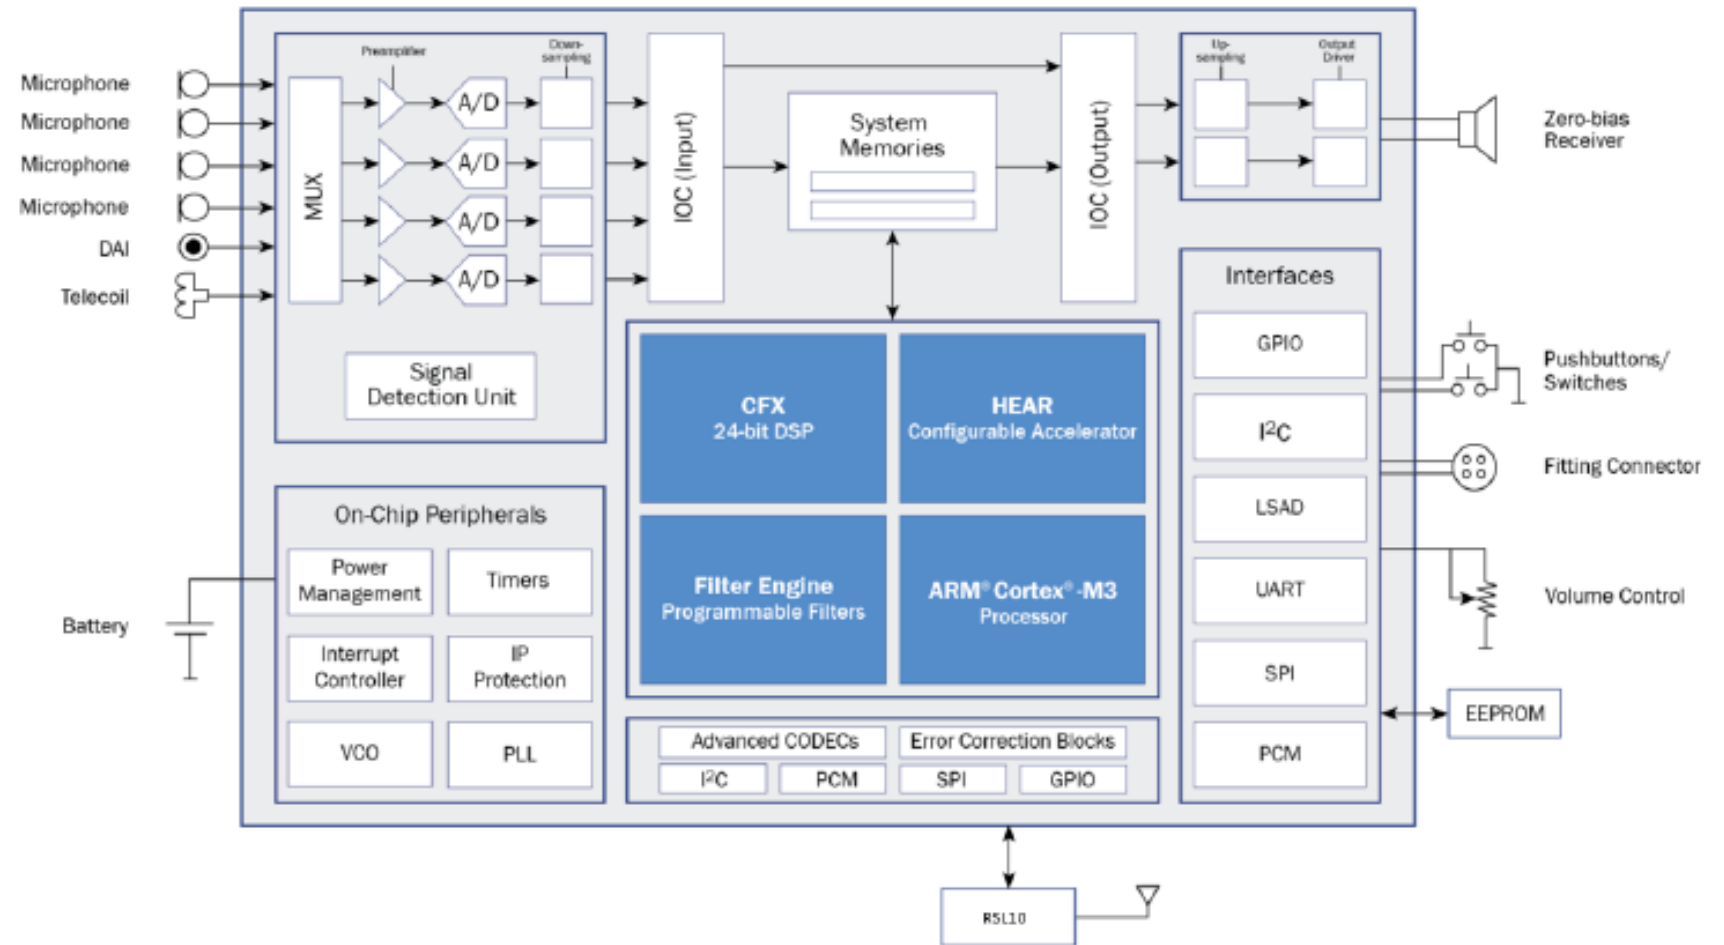 Microphone
Microphone
Microphone
Microphone
DAI
Telecoil
Battery
Preamplifier
Down-
sampling
MUX
A/D
A/D
A/D
A/D
Signal
Detection Unit
IOC (Input)
System
Memories
IOC (Output)
Up-
sampling
Output
Driver
Zero-bias
Receiver
CFX
24-bit DSP
HEAR
Configurable Accelerator
Filter Engine
Programmable Filters
ARM® Cortex®-M3
Processor
On-Chip Peripherals
Power
Management
Timers
Interrupt
Controller
IP
Protection
VCO
PLL
Advanced CODECs
Error Correction Blocks
I²C
PCM
SPI
GPIO
Interfaces
GPIO
I²C
LSAD
UART
SPI
PCM
Pushbuttons/
Switches
Fitting Connector
Volume Control
EEPROM
RSL10